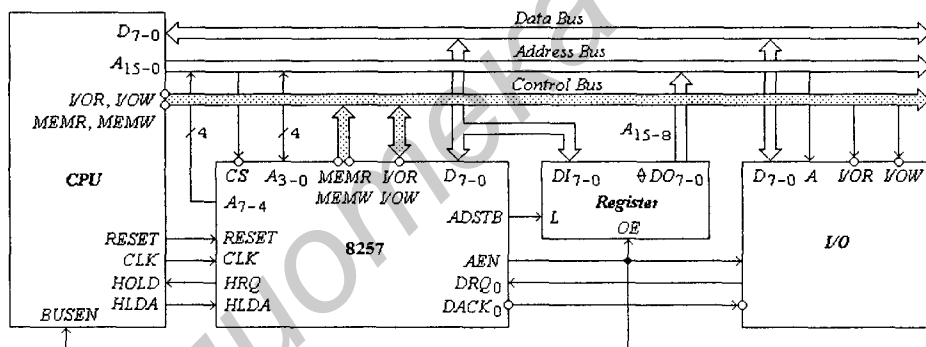 Data Bus
D7-0
Address Bus
A15-0
Control Bus
I/OR, I/OW
MEMR, MEMW
4
4
A15-8
CPU
CS A3-0 MEMR I/OR D7-0
MEMW I/OW
A7-4
DI7-0 θ DO7-0
Register
ADSTB L
OE
D7-0 A I/OR I/OW
I/O
8257
RESET RESET
CLK CLK
HOLD HRQ
HLDA HLDA
AEN
DRQ0
DACK0
BUSEN